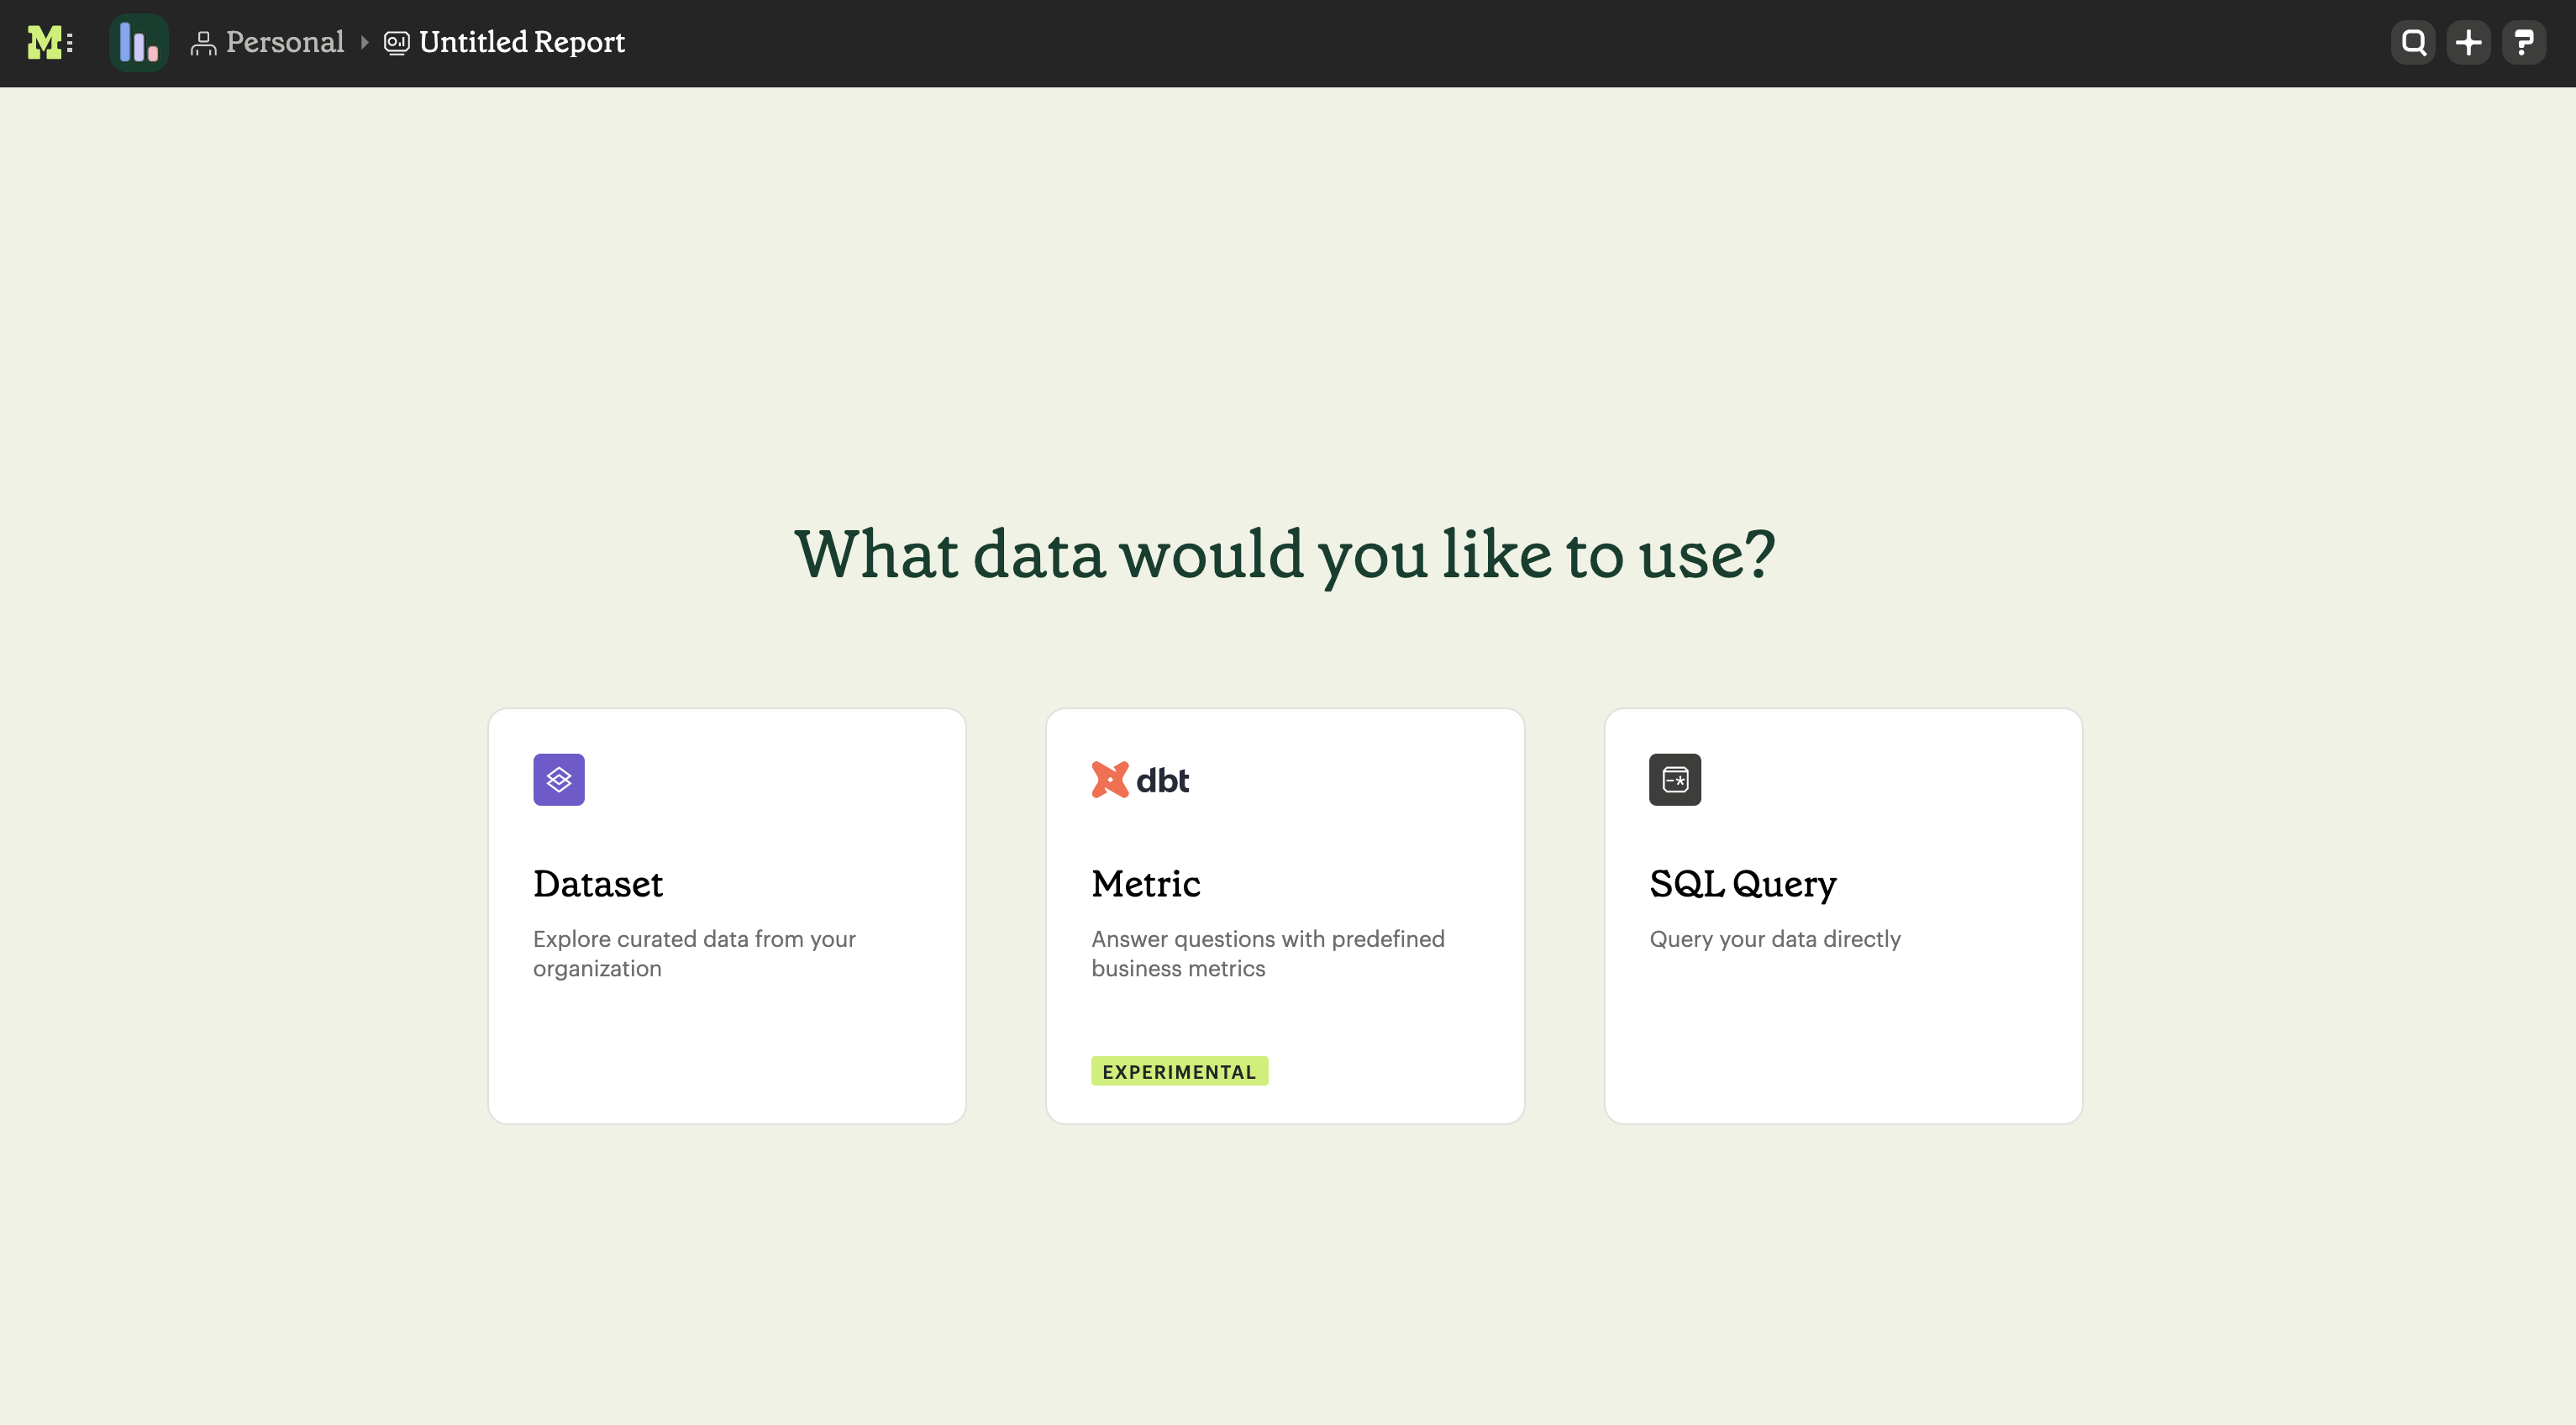 Personal
Untitled Report
What data would you like to use?
Dataset
Explore curated data from your
organization
dbt
Metric
Answer questions with predefined
business metrics
EXPERIMENTAL
SQL Query
Query your data directly